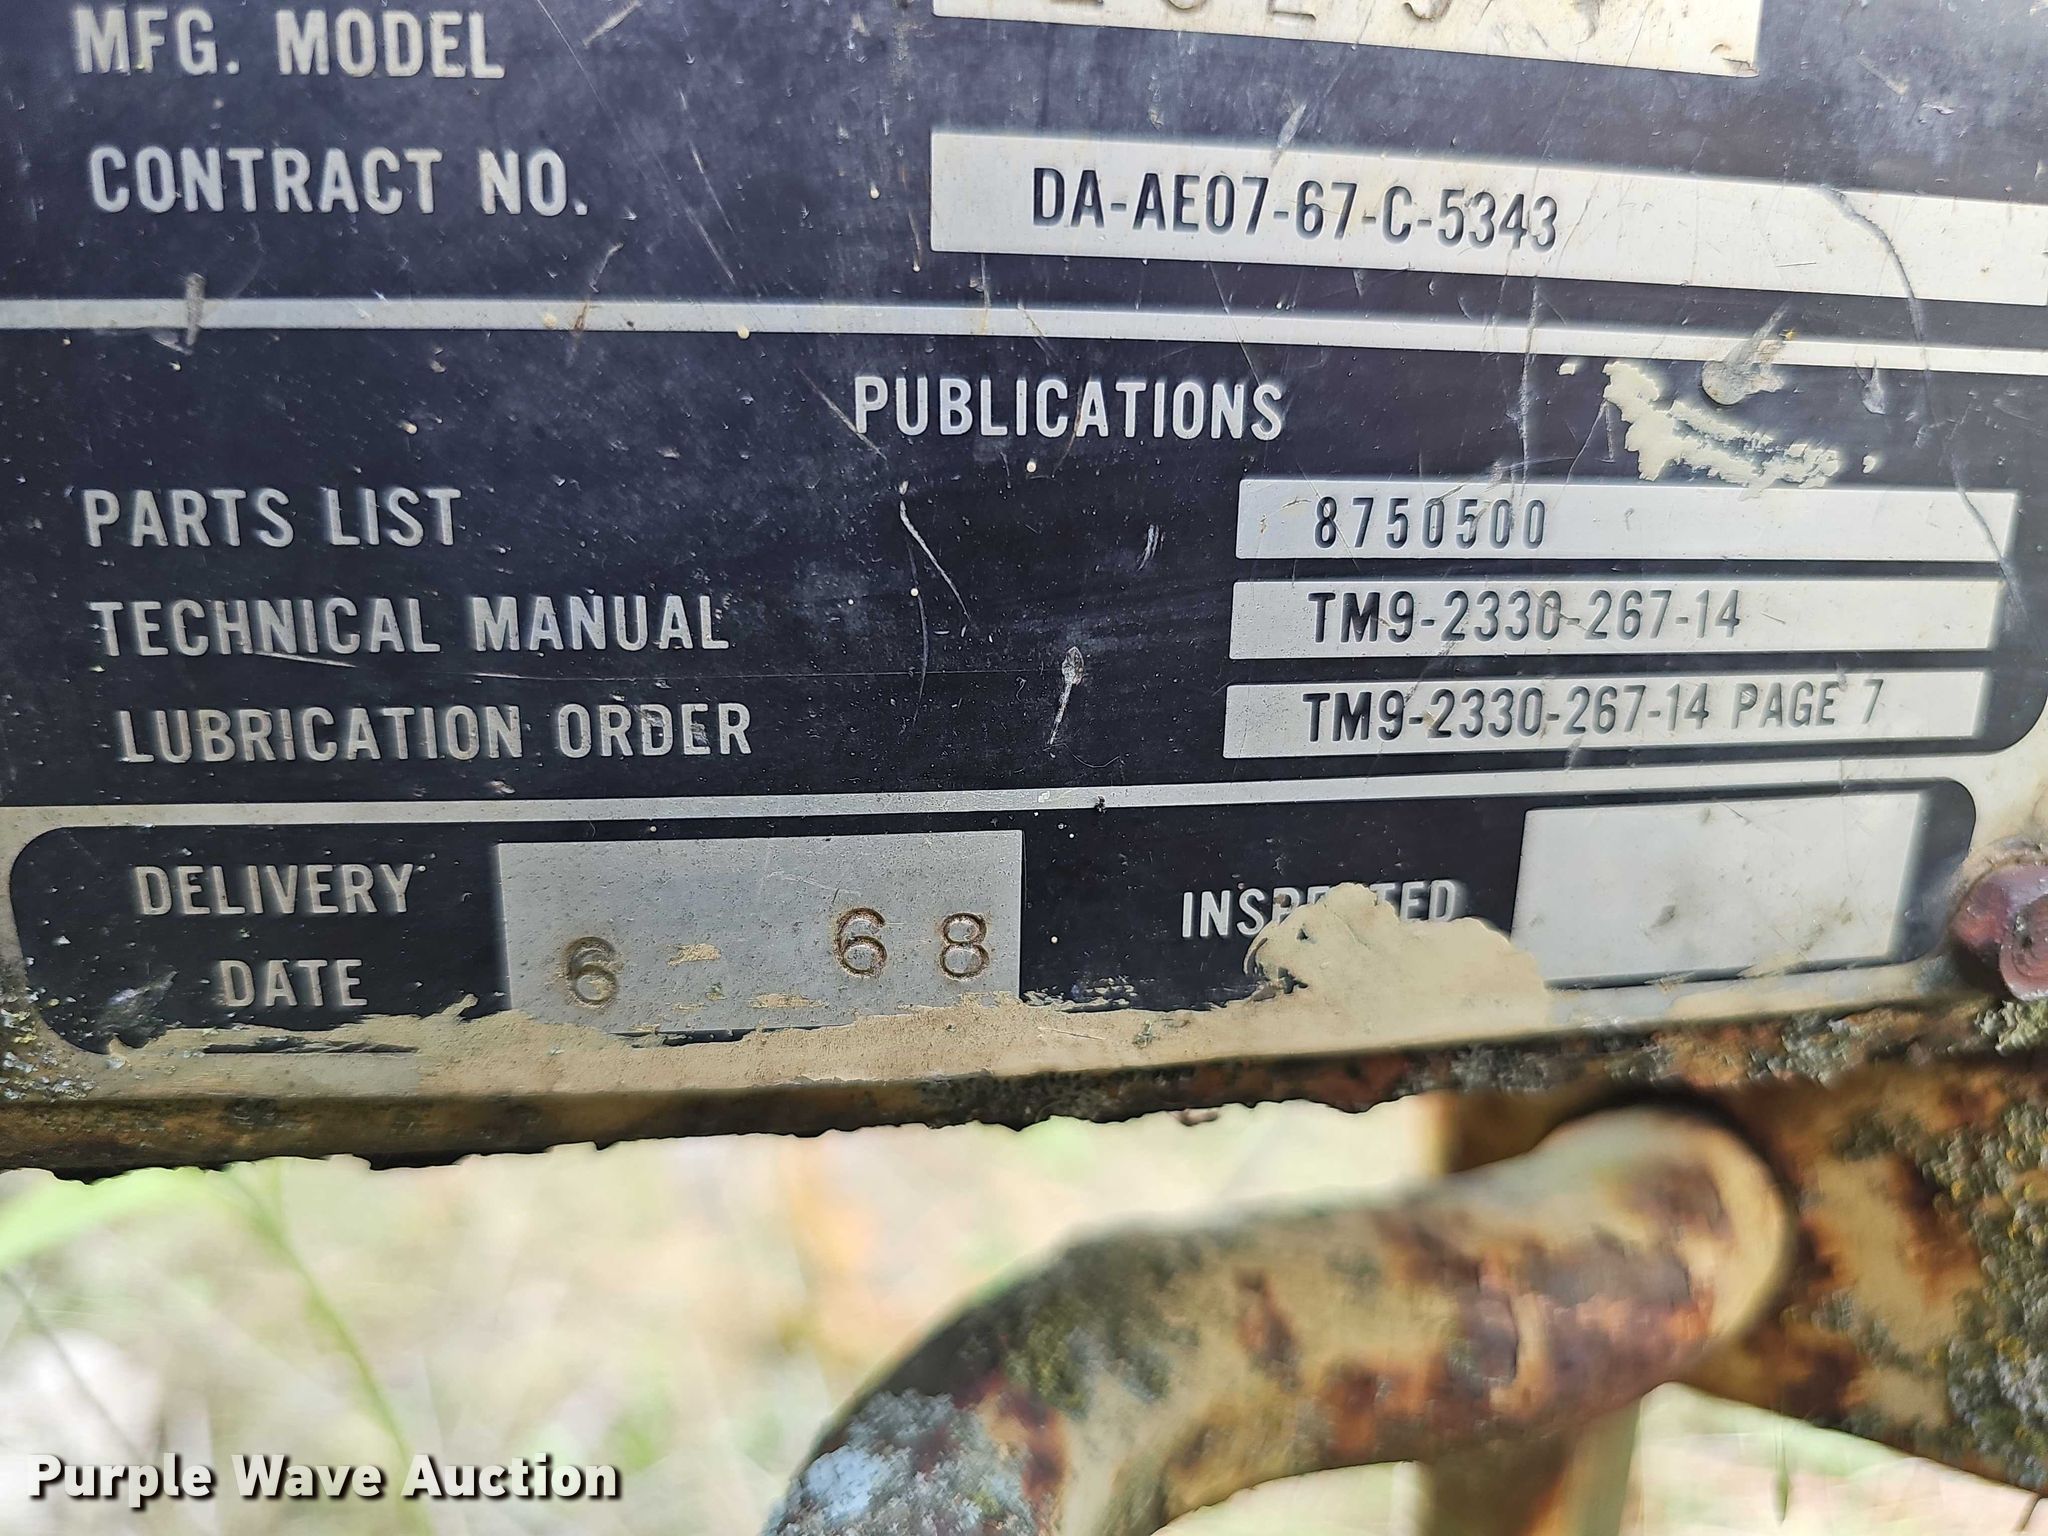 MFG. MODEL
CONTRACT NO. DA-AE07-67-C-5343
PUBLICATIONS
PARTS LIST 8750500
TECHNICAL MANUAL TM9-2330-267-14
LUBRICATION ORDER TM9-2330-267-14 PAGE 7
DELIVERY DATE 6 - 68
INSPECTED
Purple Wave Auction